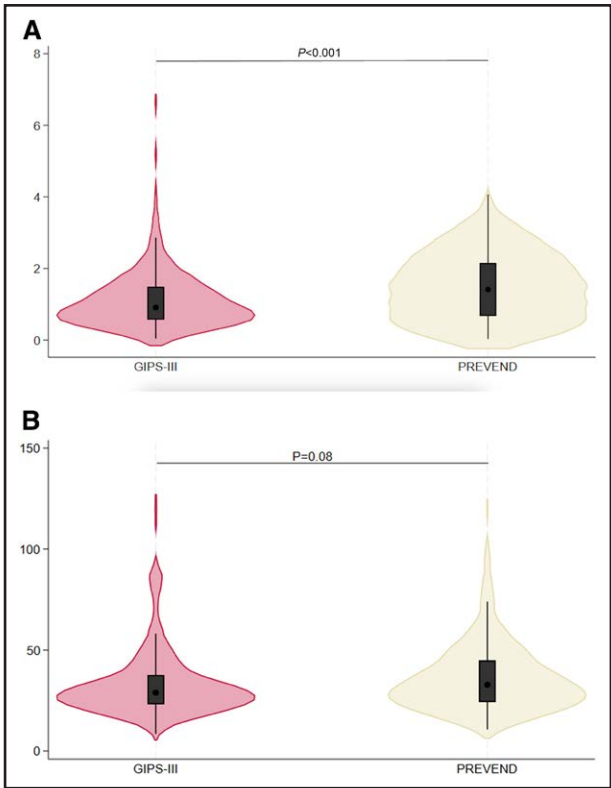 A
8
P<0.001
6
4
2
0
GIPS-III
PREVEND
B
150
P=0.08
100
50
0
GIPS-III
PREVEND